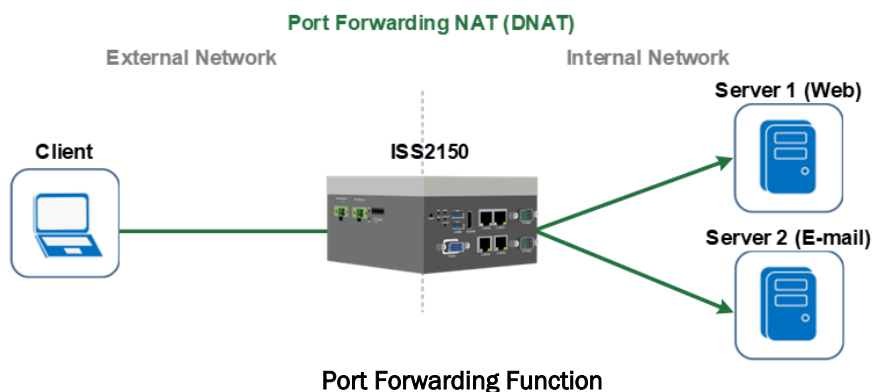 Port Forwarding NAT (DNAT)
External Network
Internal Network
Server 1 (Web)
Client
ISS2150
Server 2 (E-mail)
Port Forwarding Function